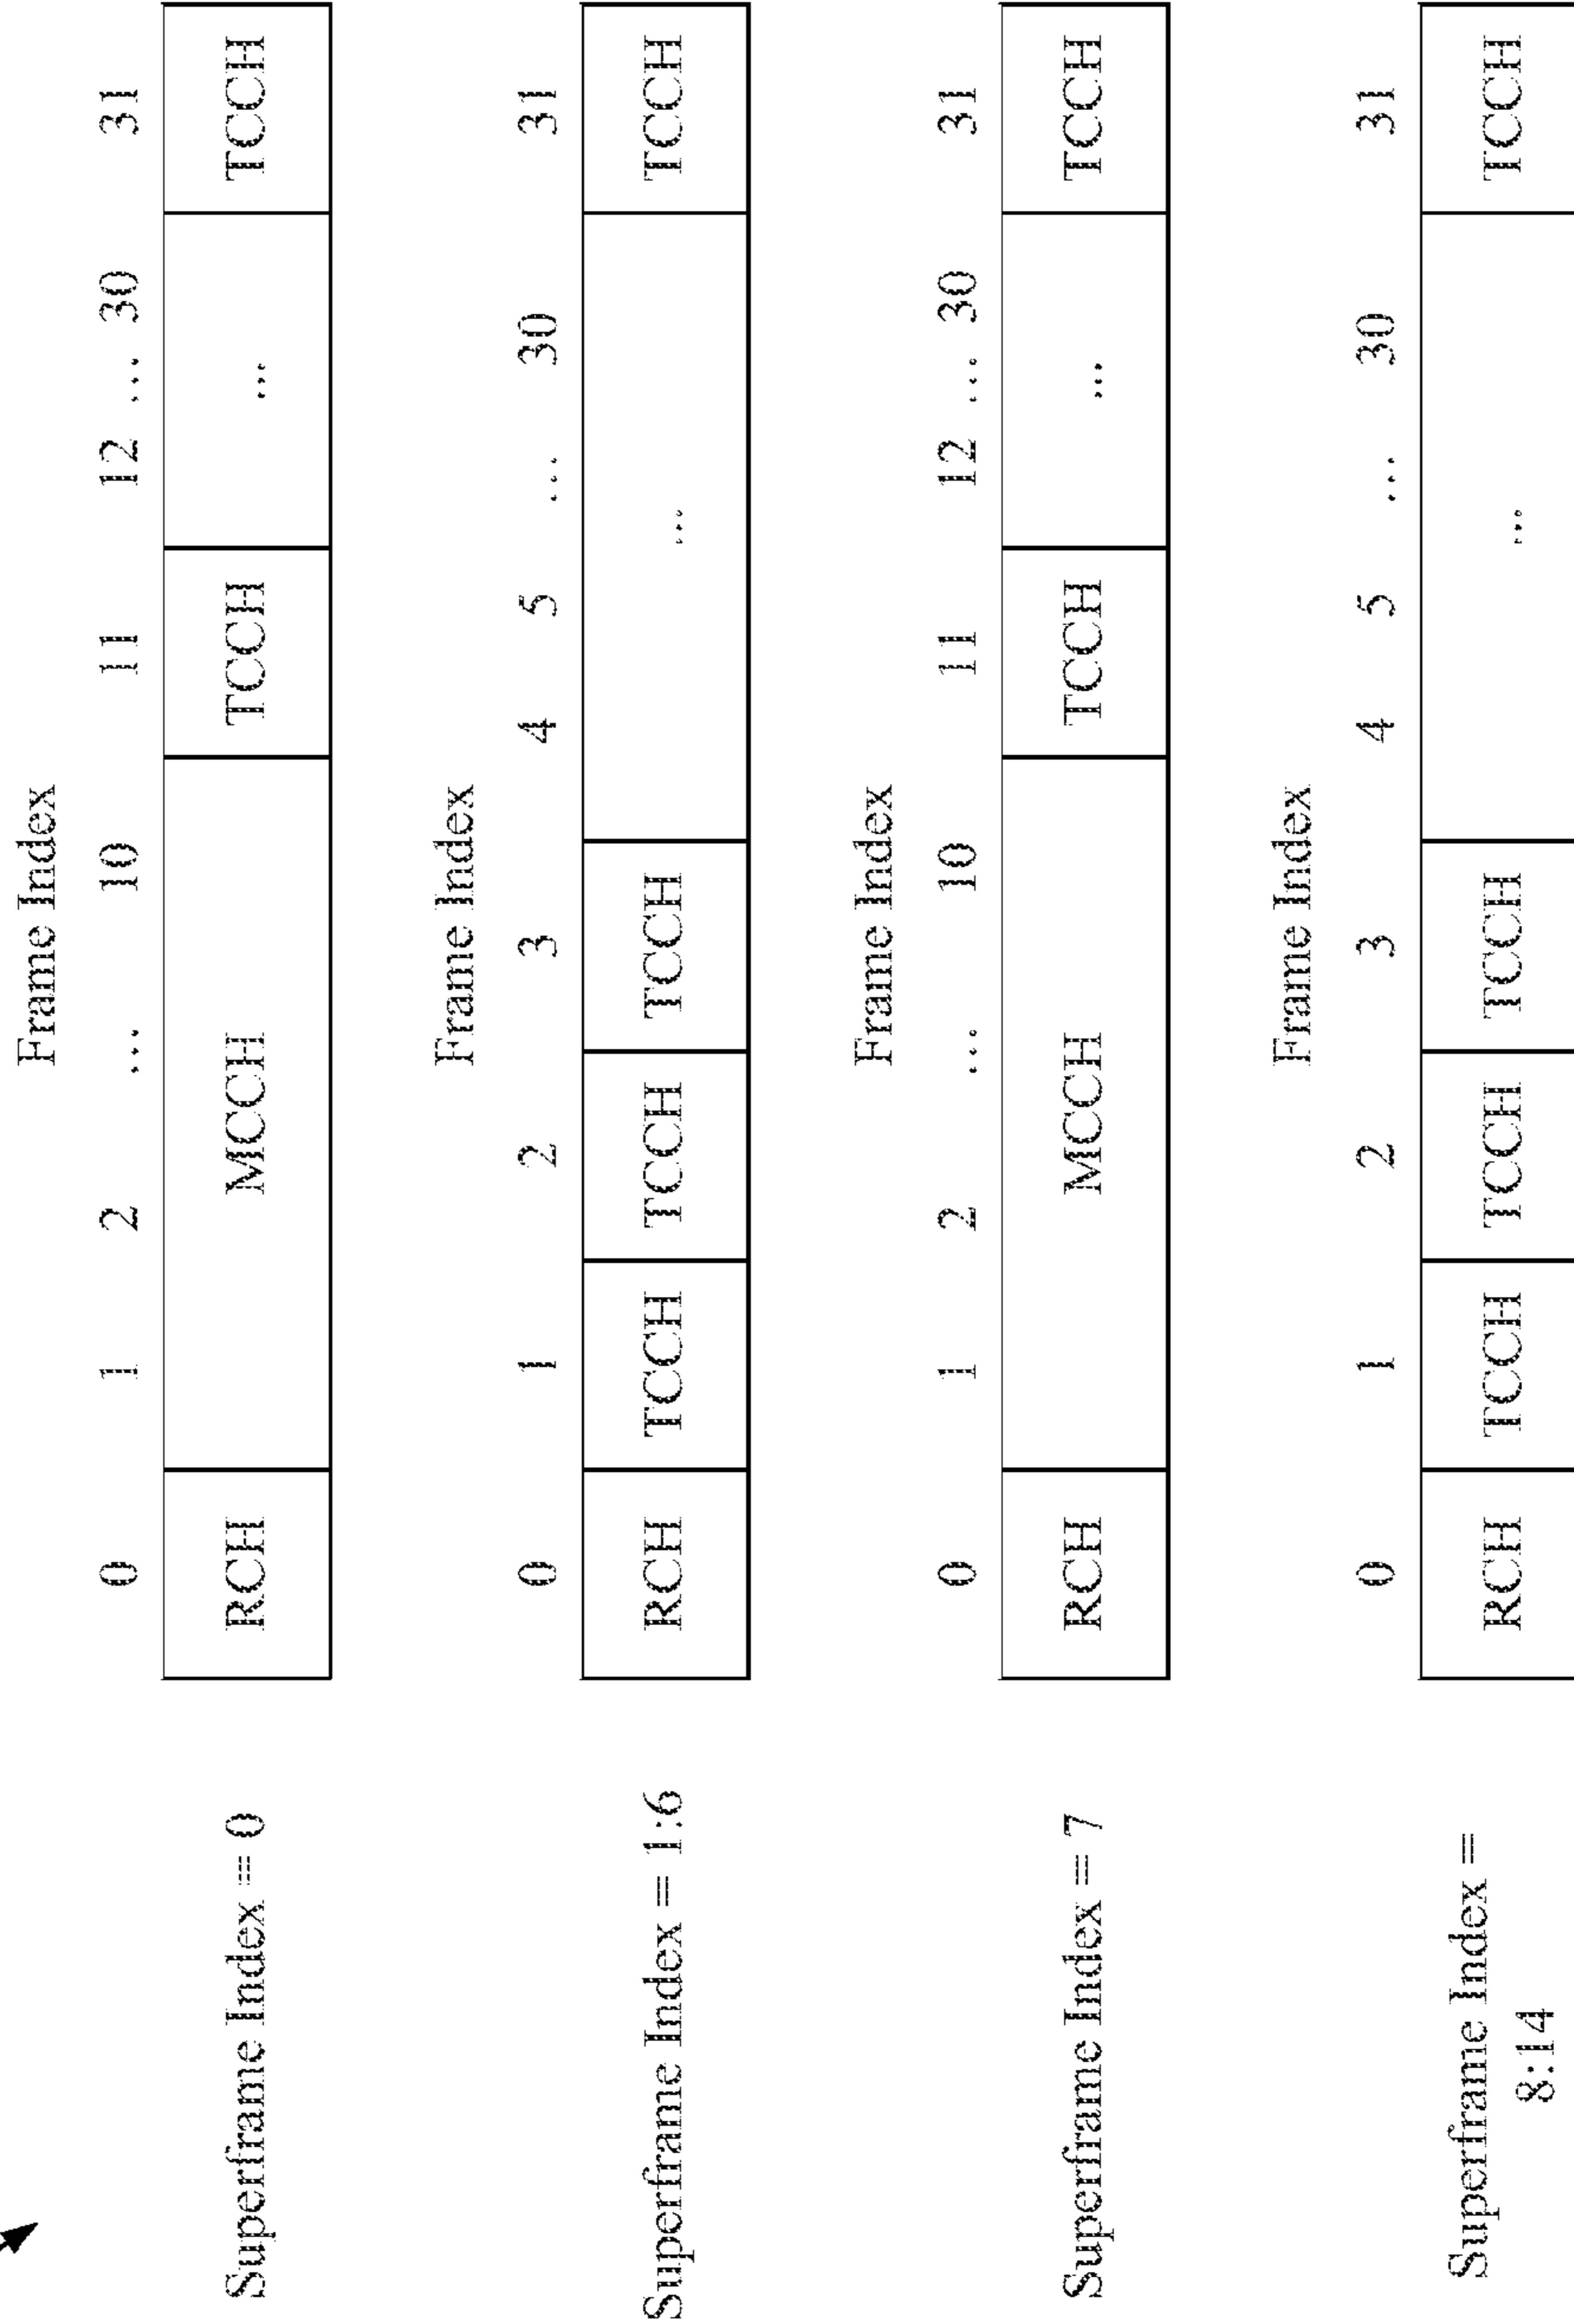 Frame Index
0 1 2 ... 10 11 12 ... 30 31
Superframe Index = 0 RCH MCCH TCCH ... TCCH
Frame Index
0 1 2 3 4 5 ... 30 31
Superframe Index = 1:6 RCH TCCH TCCH TCCH ... TCCH
Frame Index
0 1 2 ... 10 11 12 ... 30 31
Superframe Index = 7 RCH MCCH TCCH ... TCCH
Frame Index
0 1 2 3 4 5 ... 30 31
Superframe Index = RCH TCCH TCCH TCCH ... TCCH
8:14